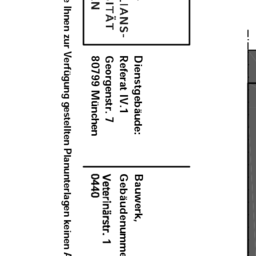 IANS-
ITÄT
N
Dienstgebäude:
Referat IV.1
Georgenstr. 7
80799 München
Bauwerk,
Gebäudenumme
Veterinärstr. 1
0440
Ihnen zur Verfügung gestellten Planunterlagen keinen